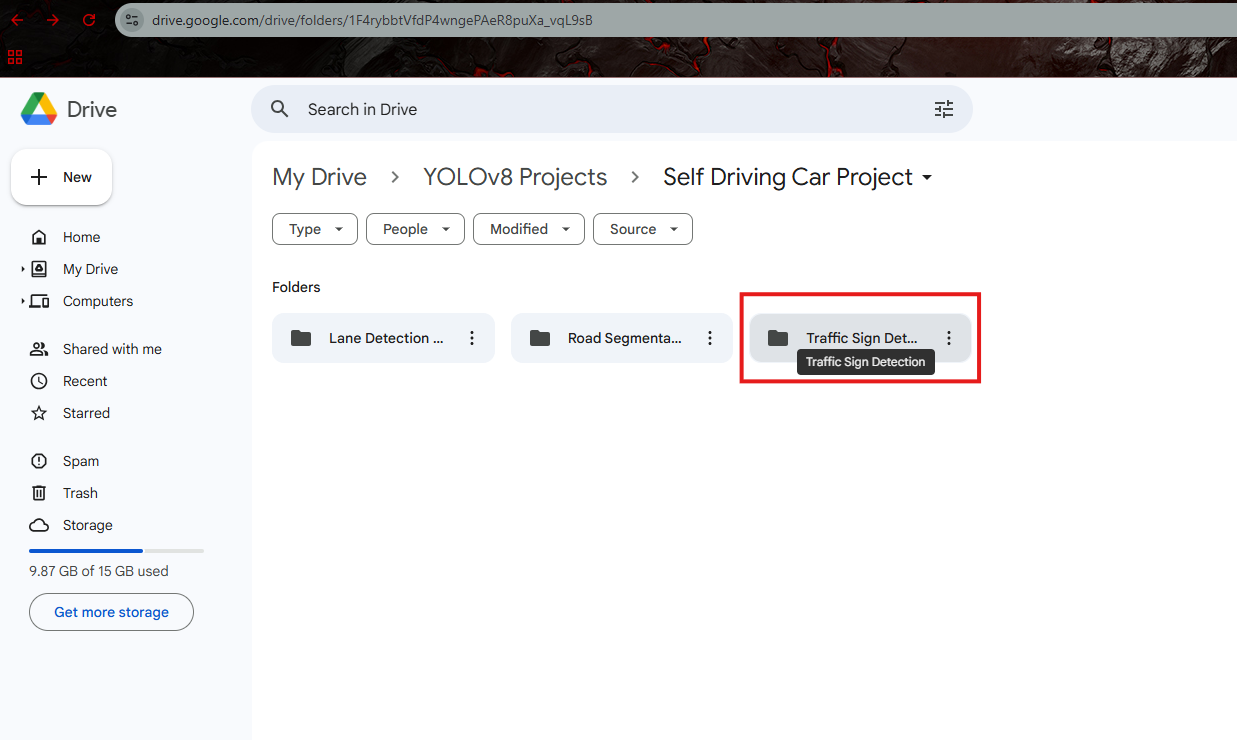 drive.google.com/drive/folders/1F4rybbtVfdP4wngePAeR8puXa_vqL9sB
Drive
Search in Drive
New
My Drive > YOLOv8 Projects > Self Driving Car Project
Type People Modified Source
Home
My Drive
Computers
Shared with me
Recent
Starred
Spam
Trash
Storage
9.87 GB of 15 GB used
Get more storage
Folders
Lane Detection ... Road Segmenta... Traffic Sign Det...
Traffic Sign Detection